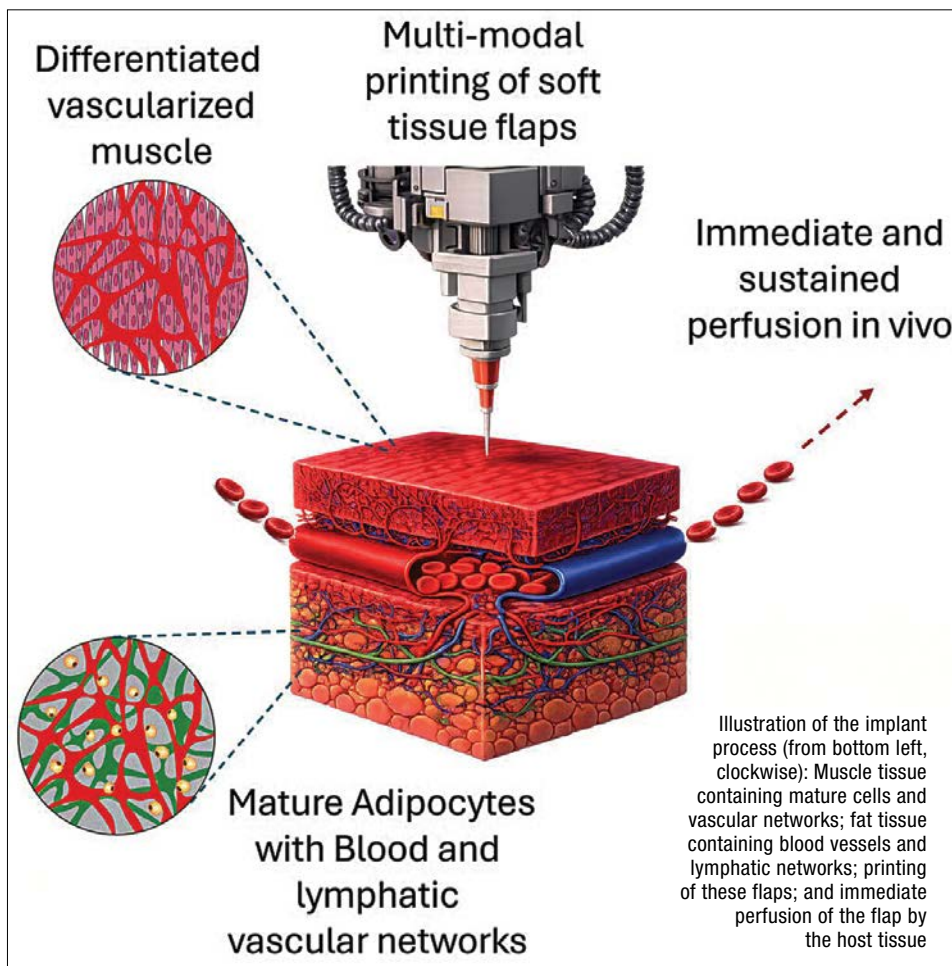 Differentiated
vascularized
muscle
Multi-modal
printing of soft
tissue flaps
Immediate and
sustained
perfusion in vivo
Mature Adipocytes
with Blood and
lymphatic
vascular networks
Illustration of the implant
process (from bottom left,
clockwise): Muscle tissue
containing mature cells and
vascular networks; fat tissue
containing blood vessels and
lymphatic networks; printing
of these flaps; and immediate
perfusion of the flap by
the host tissue